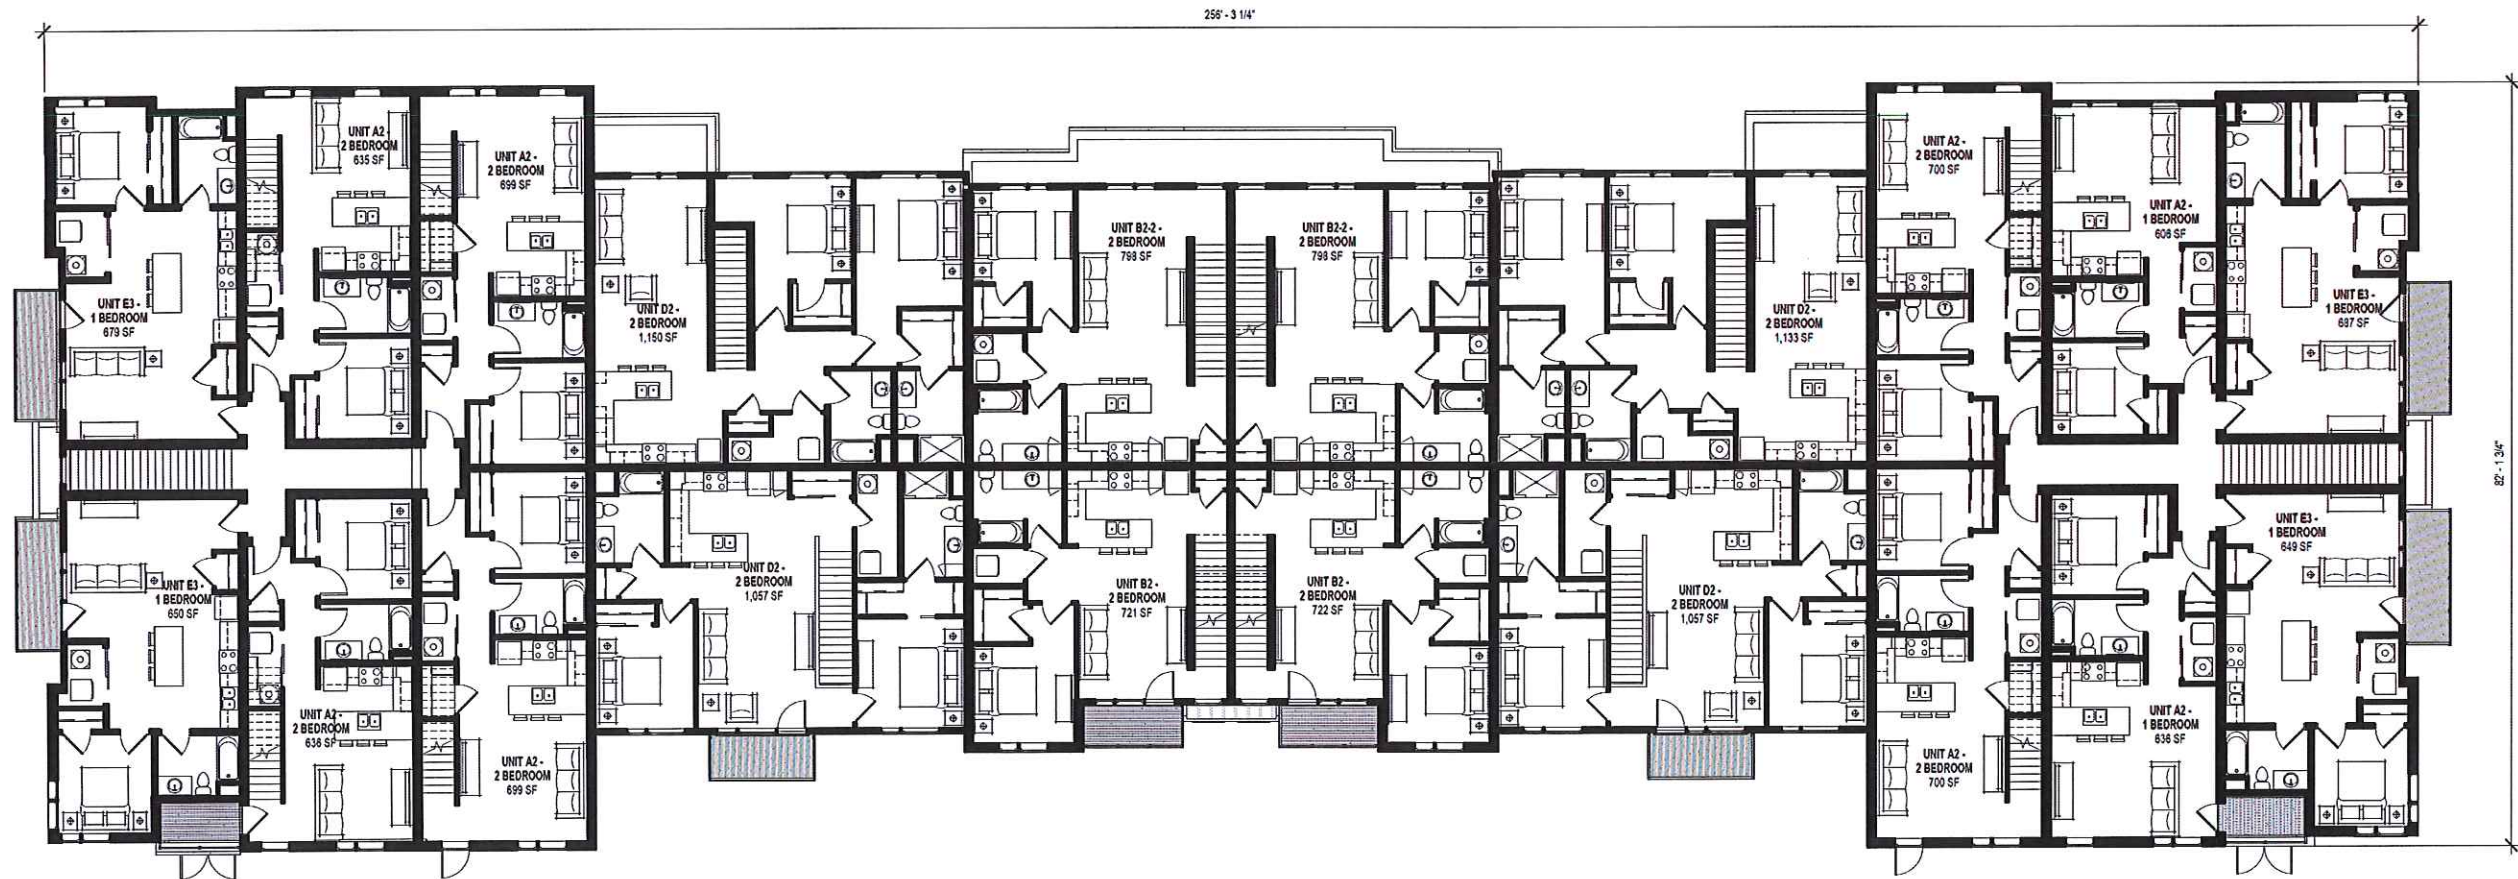 256' - 3 1/4"
UNIT A2 -
2 BEDROOM
635 SF
UNIT A2 -
2 BEDROOM
699 SF
UNIT A2 -
2 BEDROOM
700 SF
UNIT A2 -
1 BEDROOM
606 SF
UNIT B2-2 -
2 BEDROOM
798 SF
UNIT B2-2 -
2 BEDROOM
798 SF
UNIT E3 -
1 BEDROOM
679 SF
UNIT D2 -
2 BEDROOM
1,150 SF
UNIT D2 -
2 BEDROOM
1,133 SF
UNIT E3 -
1 BEDROOM
687 SF
82' - 1 3/4"
UNIT E3 -
1 BEDROOM
650 SF
UNIT D2 -
2 BEDROOM
1,057 SF
UNIT B2 -
2 BEDROOM
721 SF
UNIT B2 -
2 BEDROOM
722 SF
UNIT D2 -
2 BEDROOM
1,057 SF
UNIT E3 -
1 BEDROOM
649 SF
UNIT A2 -
2 BEDROOM
636 SF
UNIT A2 -
2 BEDROOM
699 SF
UNIT A2 -
2 BEDROOM
700 SF
UNIT A2 -
1 BEDROOM
636 SF